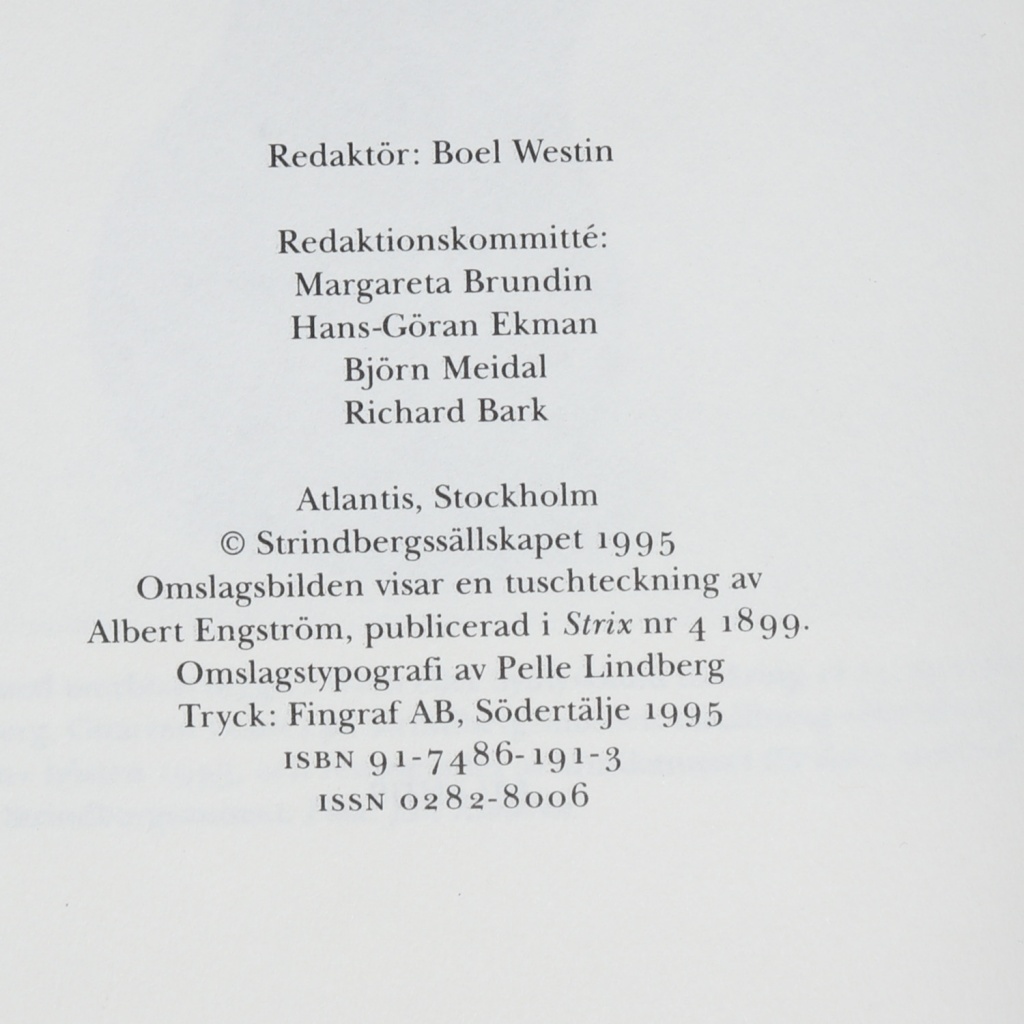 Redaktör: Boel Westin
Redaktionskommitté:
Margareta Brundin
Hans-Göran Ekman
Björn Meidal
Richard Bark
Atlantis, Stockholm
© Strindbergssällskapet 1995
Omslagsbilden visar en tuschteckning av
Albert Engström, publicerad i Strix nr 4 1899.
Omslagstypografi av Pelle Lindberg
Tryck: Fingraf AB, Södertälje 1995
ISBN 91-7486-191-3
ISSN 0282-8006